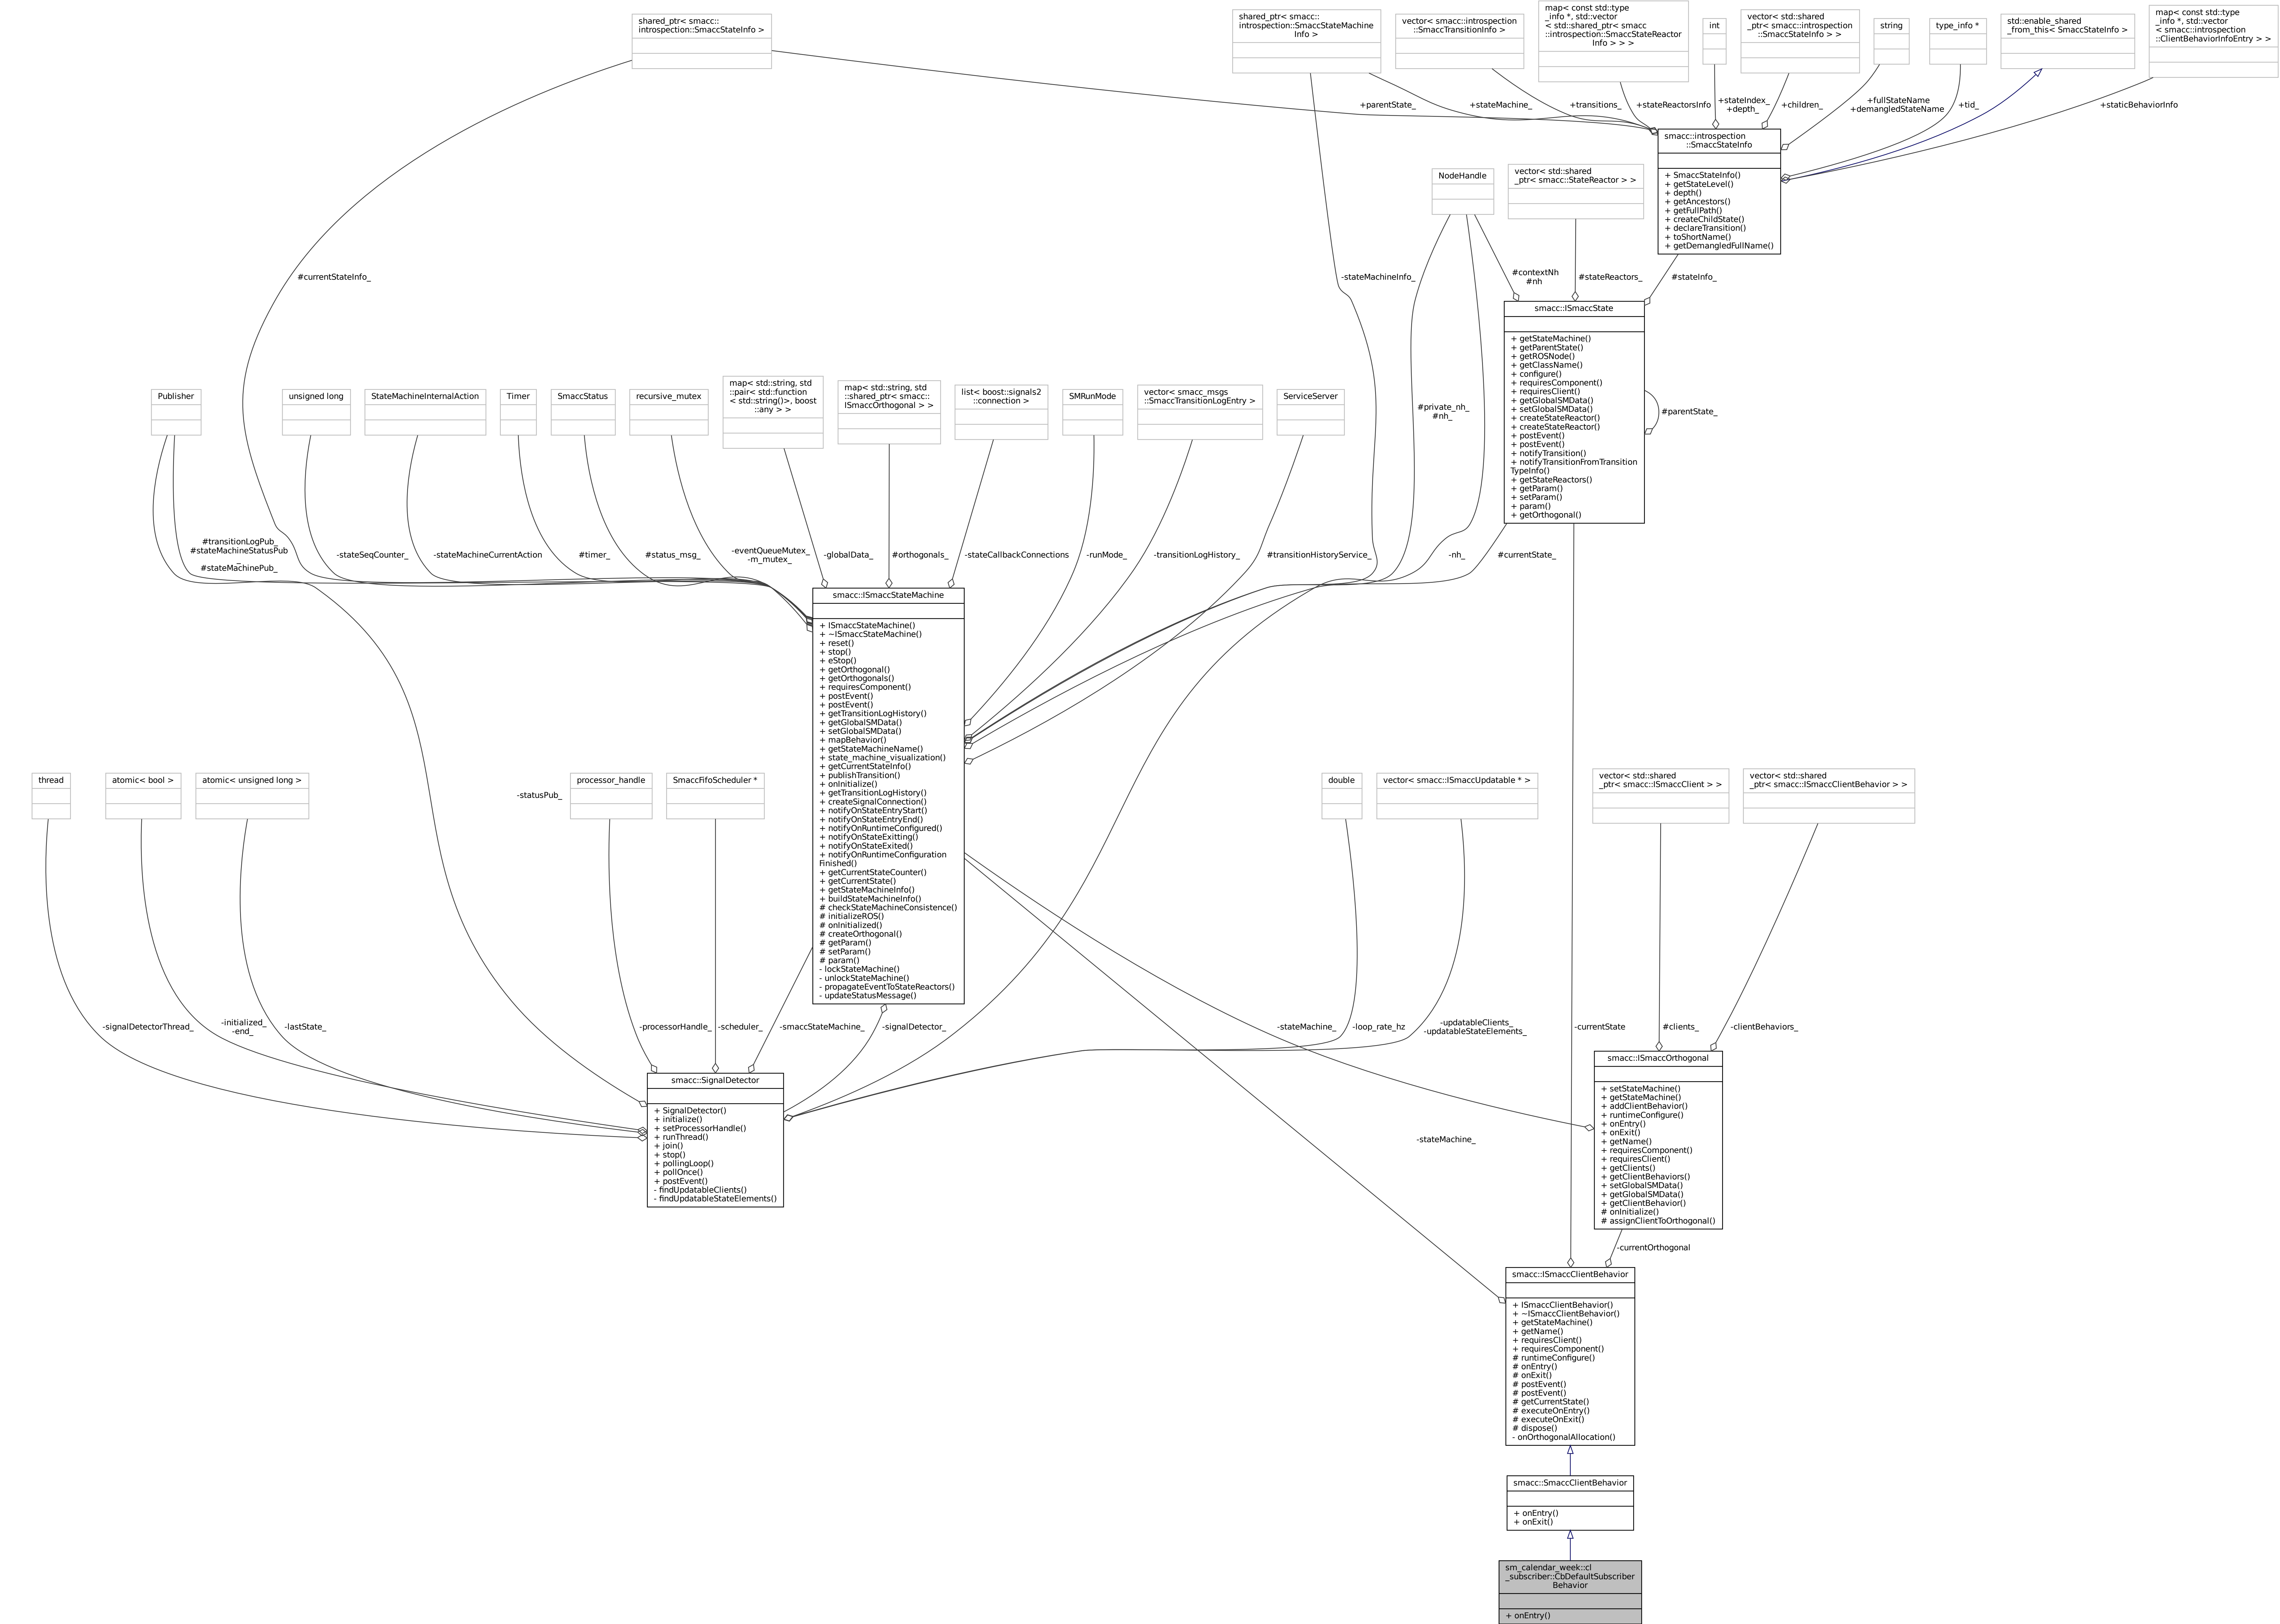 shared_ptr< smacc::
introspection::SmaccStateInfo >
shared_ptr< smacc::
introspection::SmaccStateMachine
Info >
vector< smacc::introspection
::SmaccTransitionInfo >
map< const std::type
_info *, std::vector
< std::shared_ptr< smacc
::introspection::SmaccStateReactor
Info > > >
int
vector< std::shared
_ptr< smacc::introspection
::SmaccStateInfo > >
string
type_info *
std::enable_shared
_from_this< SmaccStateInfo >
map< const std::type
_info *, std::vector
< smacc::introspection
::ClientBehaviorInfoEntry > >
+parentState_
+stateMachine_
+transitions_
+stateReactorsInfo
+stateIndex_
+depth_
+children_
+fullStateName
+demangledStateName
+tid_
+staticBehaviorInfo
smacc::introspection
::SmaccStateInfo
+ SmaccStateInfo()
+ getStateLevel()
+ depth()
+ getAncestors()
+ getFullPath()
+ createChildState()
+ declareTransition()
+ toShortName()
+ getDemangledFullName()
NodeHandle
vector< std::shared
_ptr< smacc::StateReactor > >
#currentStateInfo_
-stateMachineInfo_
#contextNh
#nh
#stateReactors_
#stateInfo_
smacc::ISmaccState
+ getStateMachine()
+ getParentState()
+ getROSNode()
+ getClassName()
+ configure()
+ requiresComponent()
+ requiresClient()
+ getGlobalSMData()
+ setGlobalSMData()
+ createStateReactor()
+ createStateReactor()
+ postEvent()
+ postEvent()
+ notifyTransition()
+ notifyTransitionFromTransition
TypeInfo()
+ getStateReactors()
+ getParam()
+ setParam()
+ param()
+ getOrthogonal()
#parentState_
Publisher
unsigned long
StateMachineInternalAction
Timer
SmaccStatus
recursive_mutex
map< std::string, std
::pair< std::function
< std::string()>, boost
::any > >
map< std::string, std
::shared_ptr< smacc::
ISmaccOrthogonal > >
list< boost::signals2
::connection >
SMRunMode
vector< smacc_msgs
::SmaccTransitionLogEntry >
ServiceServer
#private_nh_
#nh_
#transitionLogPub_
#stateMachineStatusPub
_
#stateMachinePub_
-stateSeqCounter_
-stateMachineCurrentAction
#timer_
#status_msg_
-eventQueueMutex_
-m_mutex_
-globalData_
#orthogonals_
-stateCallbackConnections
-runMode_
-transitionLogHistory_
#transitionHistoryService_
-nh_
#currentState_
smacc::ISmaccStateMachine
+ ISmaccStateMachine()
+ ~ISmaccStateMachine()
+ reset()
+ stop()
+ eStop()
+ getOrthogonal()
+ getOrthogonals()
+ requiresComponent()
+ postEvent()
+ postEvent()
+ getTransitionLogHistory()
+ getGlobalSMData()
+ setGlobalSMData()
+ mapBehavior()
+ getStateMachineName()
+ state_machine_visualization()
+ getCurrentStateInfo()
+ publishTransition()
+ onInitialize()
+ getTransitionLogHistory()
+ createSignalConnection()
+ notifyOnStateEntryStart()
+ notifyOnStateEntryEnd()
+ notifyOnRuntimeConfigured()
+ notifyOnStateExitting()
+ notifyOnStateExited()
+ notifyOnRuntimeConfiguration
Finished()
+ getCurrentStateCounter()
+ getCurrentState()
+ getStateMachineInfo()
+ buildStateMachineInfo()
# checkStateMachineConsistence()
# initializeROS()
# onInitialized()
# createOrthogonal()
# getParam()
# setParam()
# param()
- lockStateMachine()
- unlockStateMachine()
- propagateEventToStateReactors()
- updateStatusMessage()
thread
atomic< bool >
atomic< unsigned long >
-statusPub_
processor_handle
SmaccFifoScheduler *
double
vector< smacc::ISmaccUpdatable * >
vector< std::shared
_ptr< smacc::ISmaccClient > >
vector< std::shared
_ptr< smacc::ISmaccClientBehavior > >
-signalDetectorThread_
-initialized_
-end_
-lastState_
-processorHandle_
-scheduler_
-smaccStateMachine_
-signalDetector_
-stateMachine_
-loop_rate_hz
-updatableClients_
-updatableStateElements_
-currentState
#clients_
-clientBehaviors_
smacc::SignalDetector
+ SignalDetector()
+ initialize()
+ setProcessorHandle()
+ runThread()
+ join()
+ stop()
+ pollingLoop()
+ pollOnce()
+ postEvent()
- findUpdatableClients()
- findUpdatableStateElements()
smacc::ISmaccOrthogonal
+ setStateMachine()
+ getStateMachine()
+ addClientBehavior()
+ runtimeConfigure()
+ onEntry()
+ onExit()
+ getName()
+ requiresComponent()
+ requiresClient()
+ getClients()
+ getClientBehaviors()
+ setGlobalSMData()
+ getGlobalSMData()
+ getClientBehavior()
# onInitialize()
# assignClientToOrthogonal()
-stateMachine_
-currentOrthogonal
smacc::ISmaccClientBehavior
+ ISmaccClientBehavior()
+ ~ISmaccClientBehavior()
+ getStateMachine()
+ getName()
+ requiresClient()
+ requiresComponent()
# runtimeConfigure()
# onEntry()
# onExit()
# postEvent()
# postEvent()
# getCurrentState()
# executeOnEntry()
# executeOnExit()
# dispose()
- onOrthogonalAllocation()
smacc::SmaccClientBehavior
+ onEntry()
+ onExit()
sm_calendar_week::cl
_subscriber::CbDefaultSubscriber
Behavior
+ onEntry()